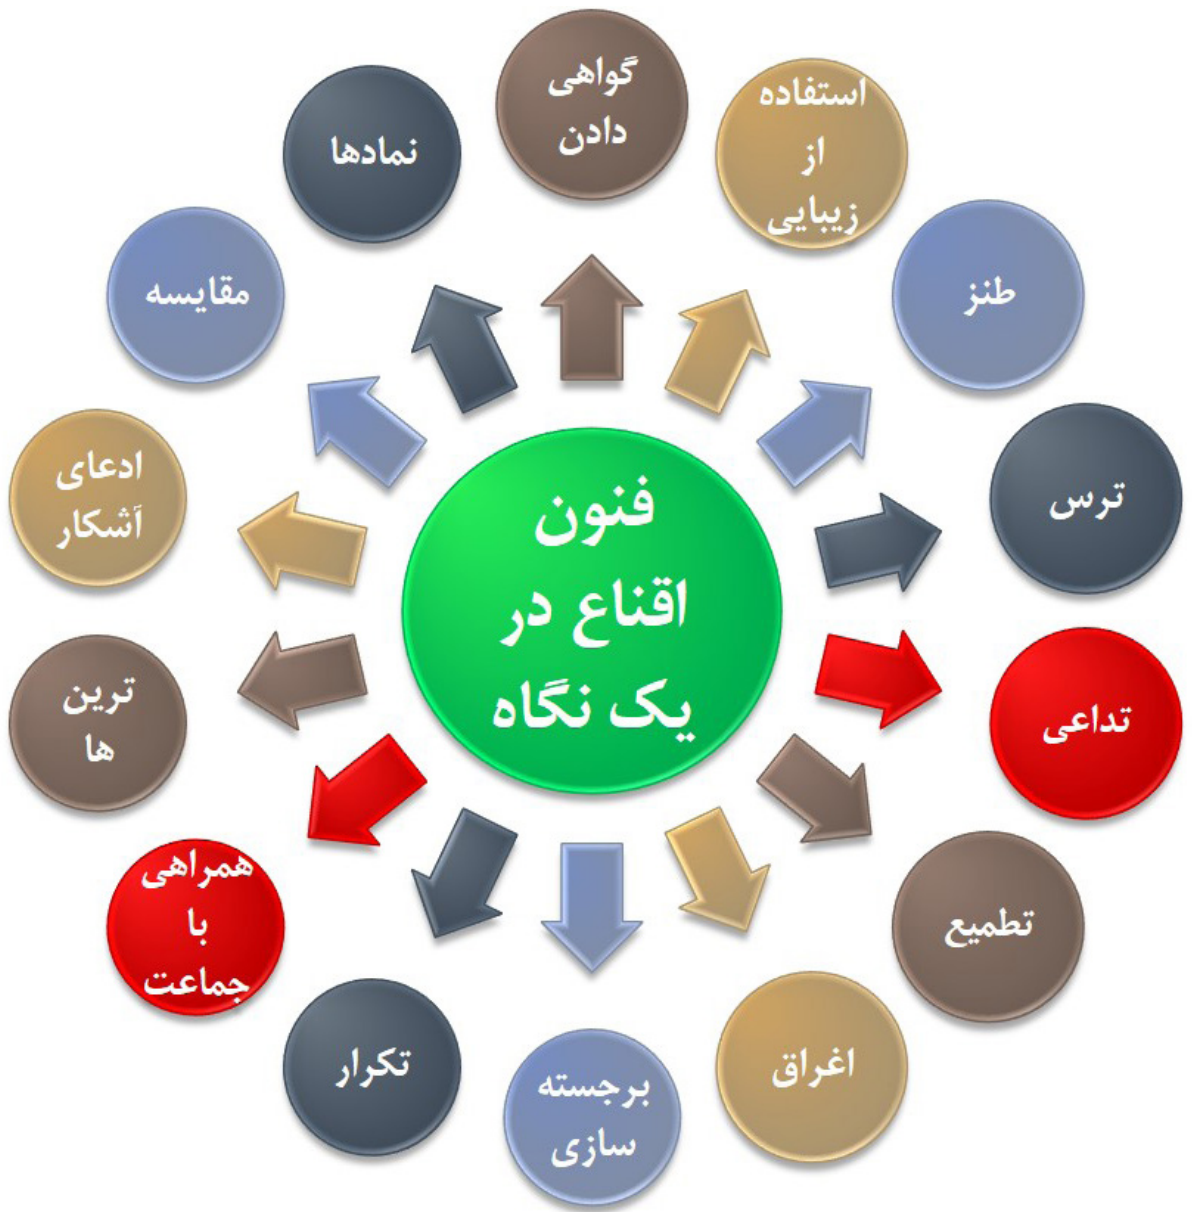 فنون
اقناع در
یک نگاه
گواهی
دادن
استفاده
از
زیبایی
طنز
ترس
تداعی
تطمیع
اغراق
برجسته
سازی
تکرار
همراهی
با
جماعت
ترین
ها
ادعای
آشکار
مقایسه
نمادها